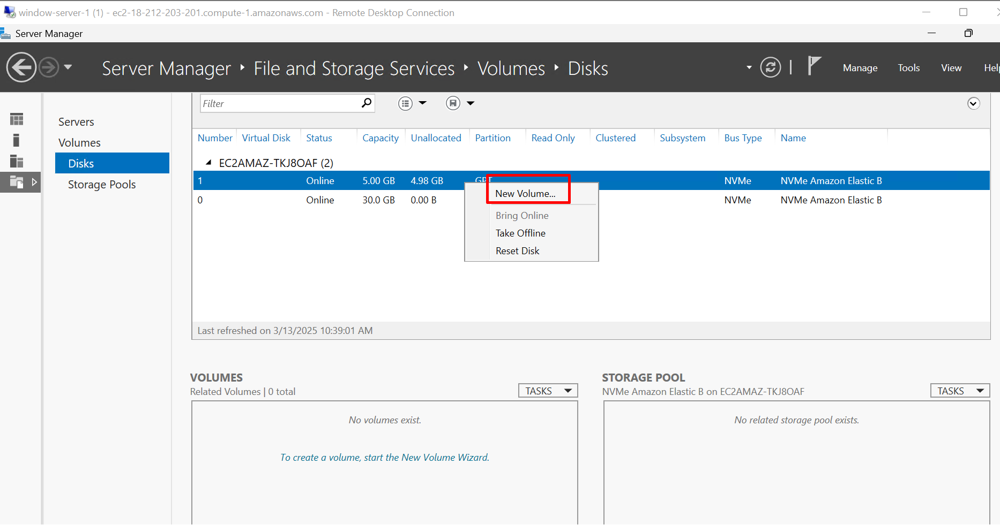 window-server-1 (1) - ec2-18-212-203-201.compute-1.amazonaws.com - Remote Desktop Connection
Server Manager
Server Manager File and Storage Services Volumes Disks
Manage Tools View Help
Servers
Volumes
Disks
Storage Pools
Filter
Number Virtual Disk Status Capacity Unallocated Partition Read Only Clustered Subsystem Bus Type Name
EC2AMAZ-TKJ8OAF (2)
1 Online 5.00 GB 4.98 GB GPT NVMe NVMe Amazon Elastic B
0 Online 30.0 GB 0.00 B NVMe NVMe Amazon Elastic B
New Volume...
Bring Online
Take Offline
Reset Disk
Last refreshed on 3/13/2025 10:39:01 AM
VOLUMES
Related Volumes | 0 total
TASKS
No volumes exist.
To create a volume, start the New Volume Wizard.
STORAGE POOL
NVMe Amazon Elastic B on EC2AMAZ-TKJ8OAF
TASKS
No related storage pool exists.